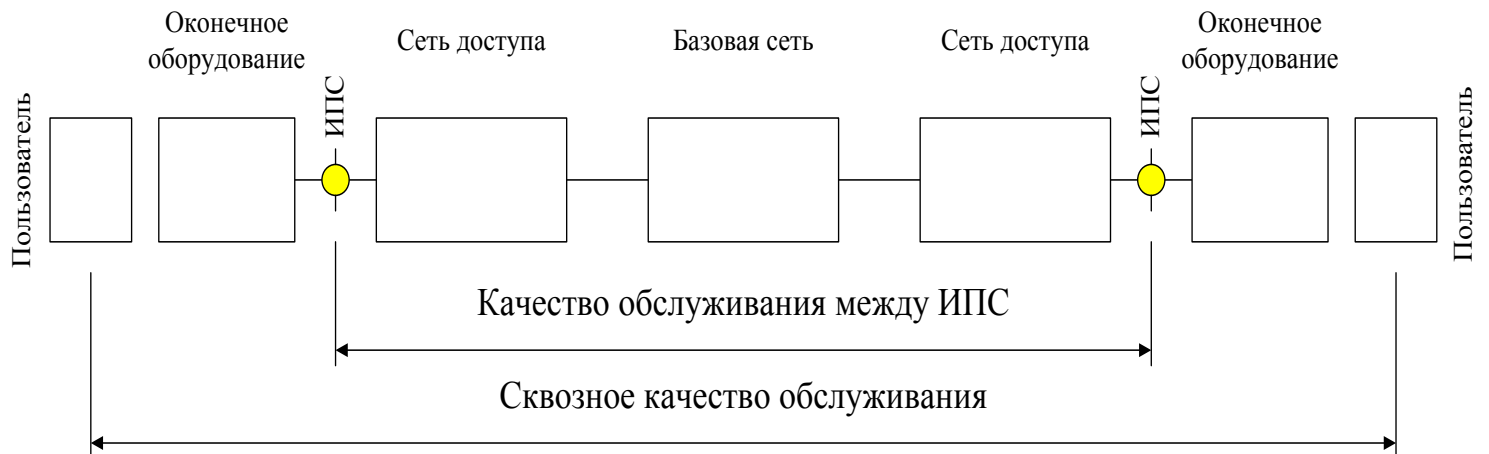 Оконечное
оборудование
Сеть доступа
Базовая сеть
Сеть доступа
Оконечное
оборудование
Пользователь
ИПС
ИПС
Пользователь
Качество обслуживания между ИПС
Сквозное качество обслуживания